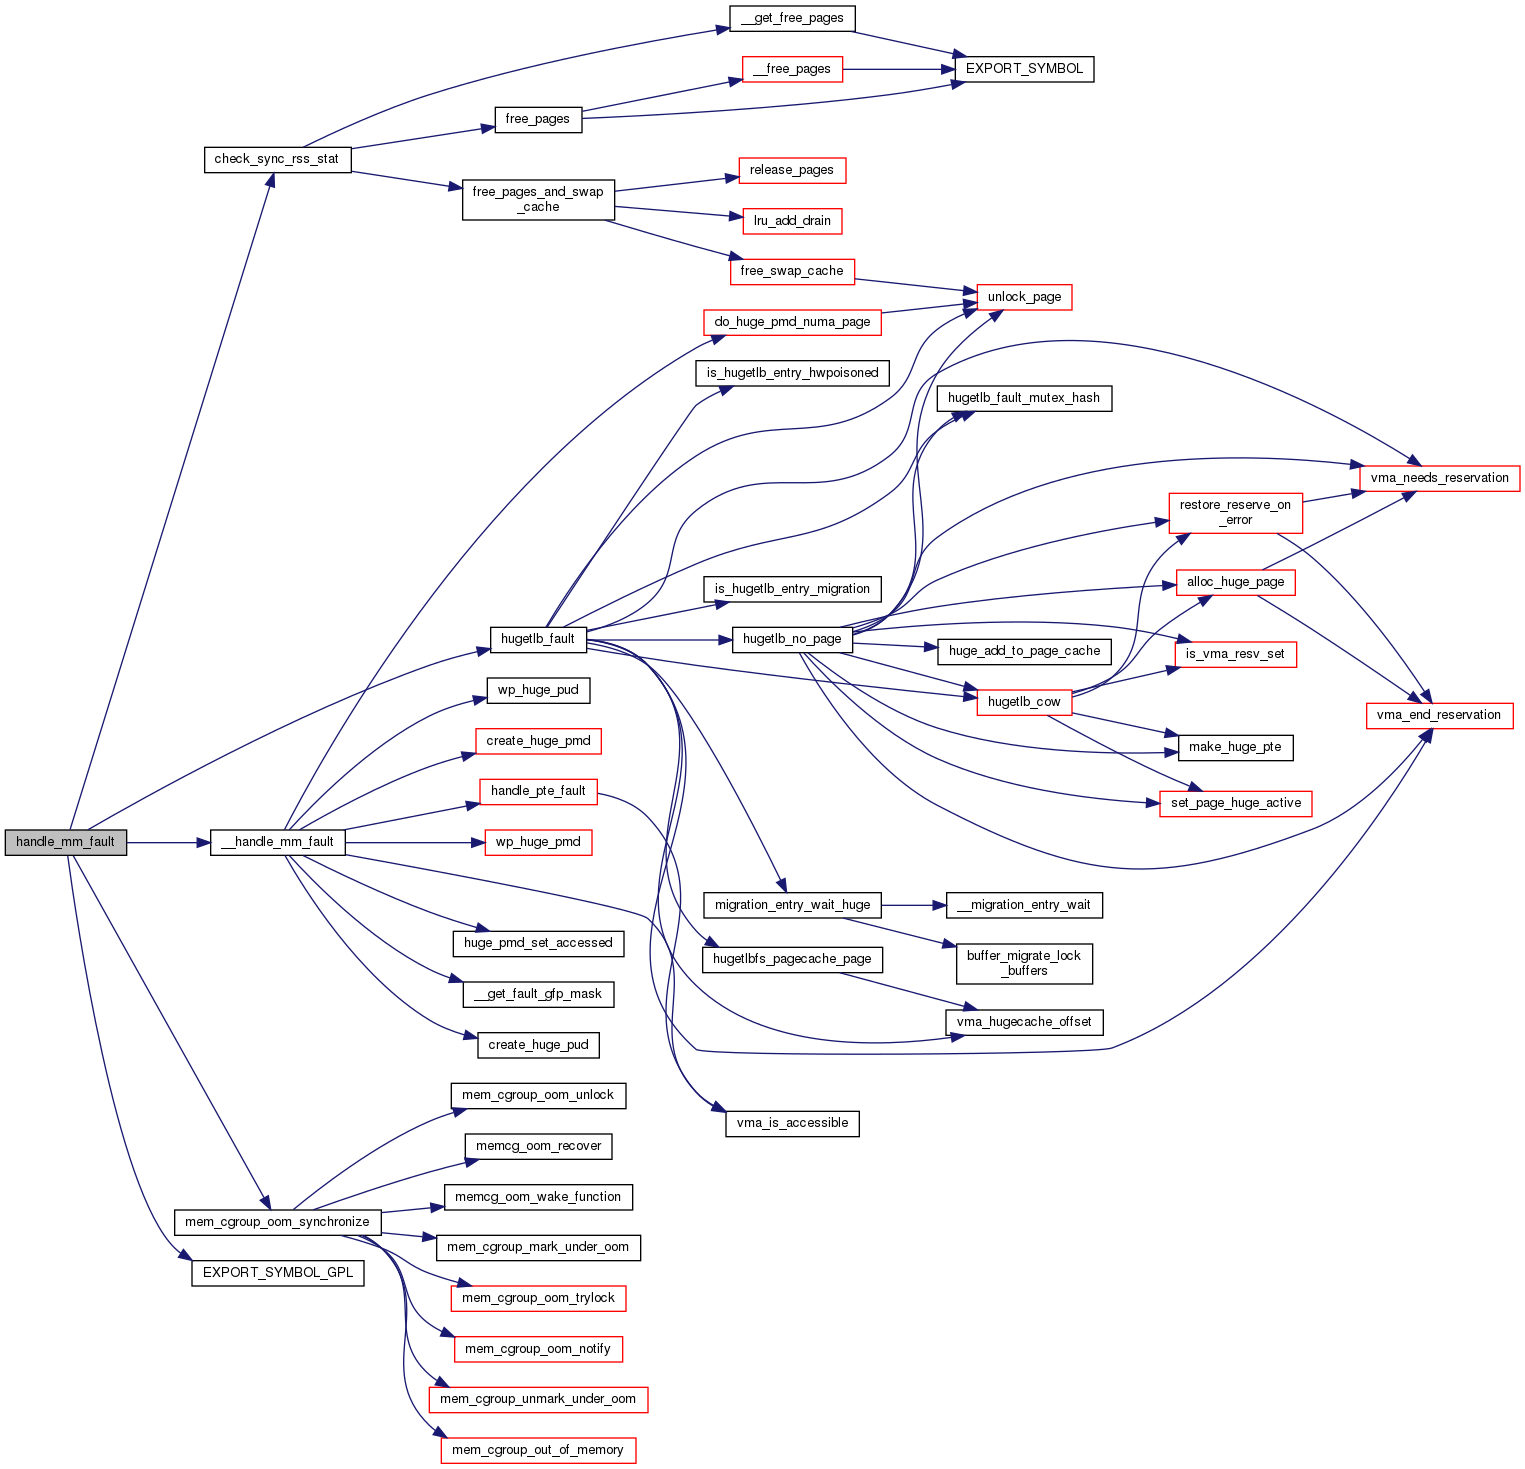 __get_free_pages
EXPORT_SYMBOL
__free_pages
free_pages
check_sync_rss_stat
release_pages
free_pages_and_swap
_cache
lru_add_drain
free_swap_cache
unlock_page
do_huge_pmd_numa_page
is_hugetlb_entry_hwpoisoned
hugetlb_fault_mutex_hash
vma_needs_reservation
restore_reserve_on
_error
alloc_huge_page
is_hugetlb_entry_migration
hugetlb_fault
hugetlb_no_page
huge_add_to_page_cache
is_vma_resv_set
wp_huge_pud
hugetlb_cow
vma_end_reservation
create_huge_pmd
make_huge_pte
handle_pte_fault
set_page_huge_active
handle_mm_fault
__handle_mm_fault
wp_huge_pmd
migration_entry_wait_huge
__migration_entry_wait
huge_pmd_set_accessed
hugetlbfs_pagecache_page
buffer_migrate_lock
_buffers
__get_fault_gfp_mask
vma_hugecache_offset
create_huge_pud
mem_cgroup_oom_unlock
vma_is_accessible
memcg_oom_recover
memcg_oom_wake_function
mem_cgroup_oom_synchronize
mem_cgroup_mark_under_oom
EXPORT_SYMBOL_GPL
mem_cgroup_oom_trylock
mem_cgroup_oom_notify
mem_cgroup_unmark_under_oom
mem_cgroup_out_of_memory